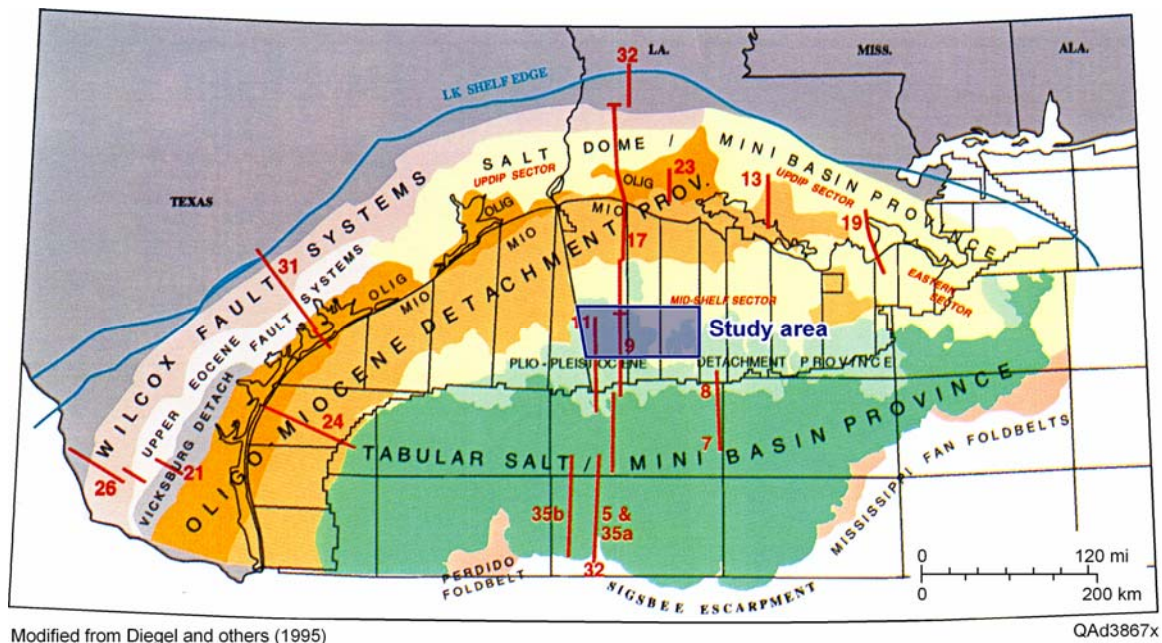 LA.
MISS.
ALA.
32
LK SHELF EDGE
TEXAS
SALT DOME / MINI BASIN PROVINCE
UPDIP SECTOR
UPDIP SECTOR
OLIG
OLIG
23
13
19
MIO
MIO
17
WILCOX FAULT SYSTEMS
31
UPPER EOCENE FAULT SYSTEMS
OLIG
MIO
EASTERN SECTOR
OLIGO-MIOCENE DETACHMENT PROV.
MID-SHELF SECTOR
11
9
Study area
PLIO-PLEISTOCENE DETACHMENT PROVINCE
8
24
7
TABULAR SALT / MINI BASIN PROVINCE
VICKSBURG DETACH
21
26
35b
5 &
35a
32
MISSISSIPPI FAN FOLDBELTS
PERDIDO
FOLDBELT
SIGSBEE ESCARPMENT
0 120 mi
0 200 km
Modified from Diegel and others (1995)
QAd3867x